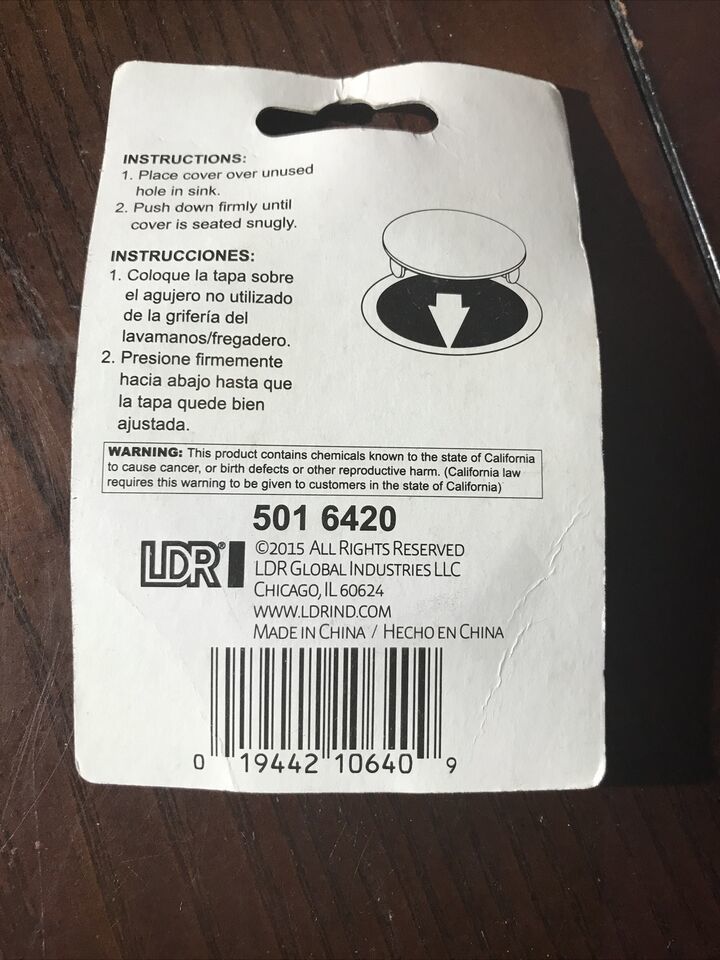 INSTRUCTIONS:
1. Place cover over unused
hole in sink.
2. Push down firmly until
cover is seated snugly.
INSTRUCCIONES:
1. Coloque la tapa sobre
el agujero no utilizado
de la grifería del
lavamanos/fregadero.
2. Presione firmemente
hacia abajo hasta que
la tapa quede bien
ajustada.
WARNING: This product contains chemicals known to the state of California
to cause cancer, or birth defects or other reproductive harm. (California law
requires this warning to be given to customers in the state of California)
501 6420
LDR®
©2015 ALL RIGHTS RESERVED
LDR GLOBAL INDUSTRIES LLC
CHICAGO, IL 60624
WWW.LDRIND.COM
MADE IN CHINA / HECHO EN CHINA
0 19442 10640 9